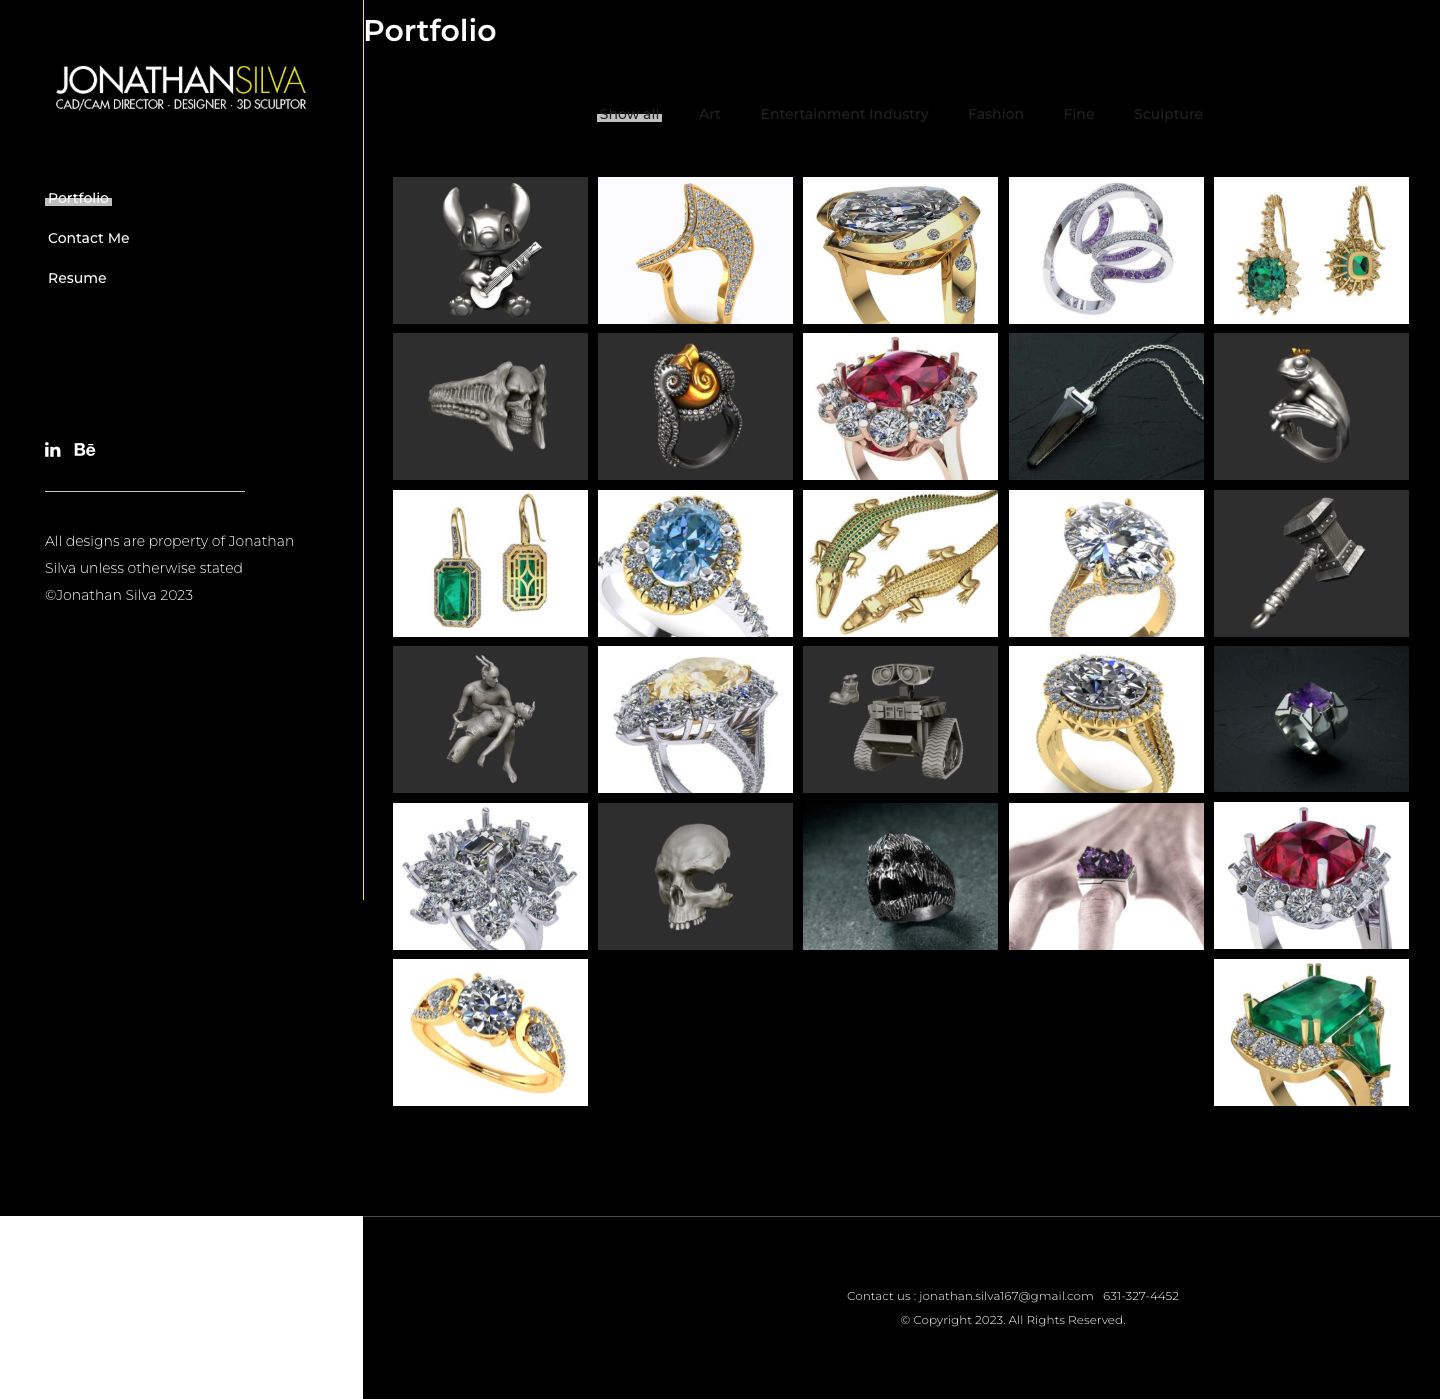 JONATHANSILVA
CAD/CAM DIRECTOR · DESIGNER · 3D SCULPTOR
Portfolio
Contact Me
Resume
in Bē
All designs are property of Jonathan
Silva unless otherwise stated
©Jonathan Silva 2023
Portfolio
Show all Art Entertainment Industry Fashion Fine Sculpture
Contact us : jonathan.silva167@gmail.com 631-327-4452
© Copyright 2023. All Rights Reserved.